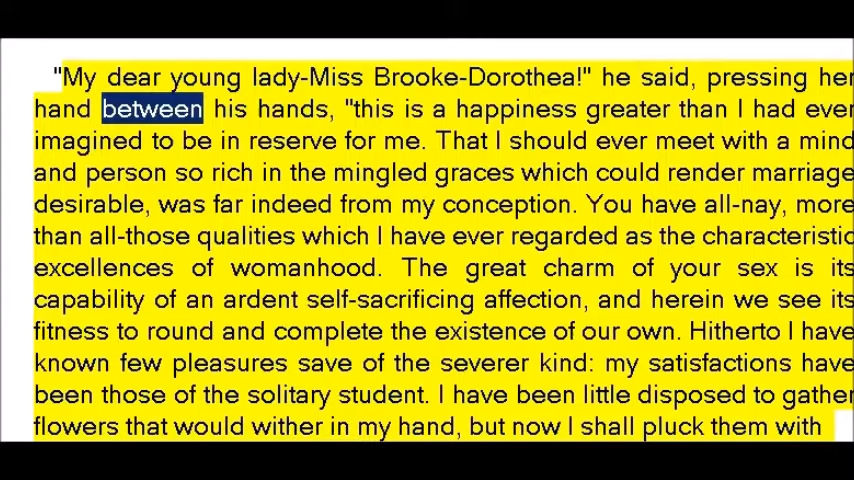 "My dear young lady-Miss Brooke-Dorothea!" he said, pressing her
hand between his hands, "this is a happiness greater than I had ever
imagined to be in reserve for me. That I should ever meet with a mind
and person so rich in the mingled graces which could render marriage
desirable, was far indeed from my conception. You have all-nay, more
than all-those qualities which I have ever regarded as the characteristic
excellences of womanhood. The great charm of your sex is its
capability of an ardent self-sacrificing affection, and herein we see its
fitness to round and complete the existence of our own. Hitherto I have
known few pleasures save of the severer kind: my satisfactions have
been those of the solitary student. I have been little disposed to gather
flowers that would wither in my hand, but now I shall pluck them with